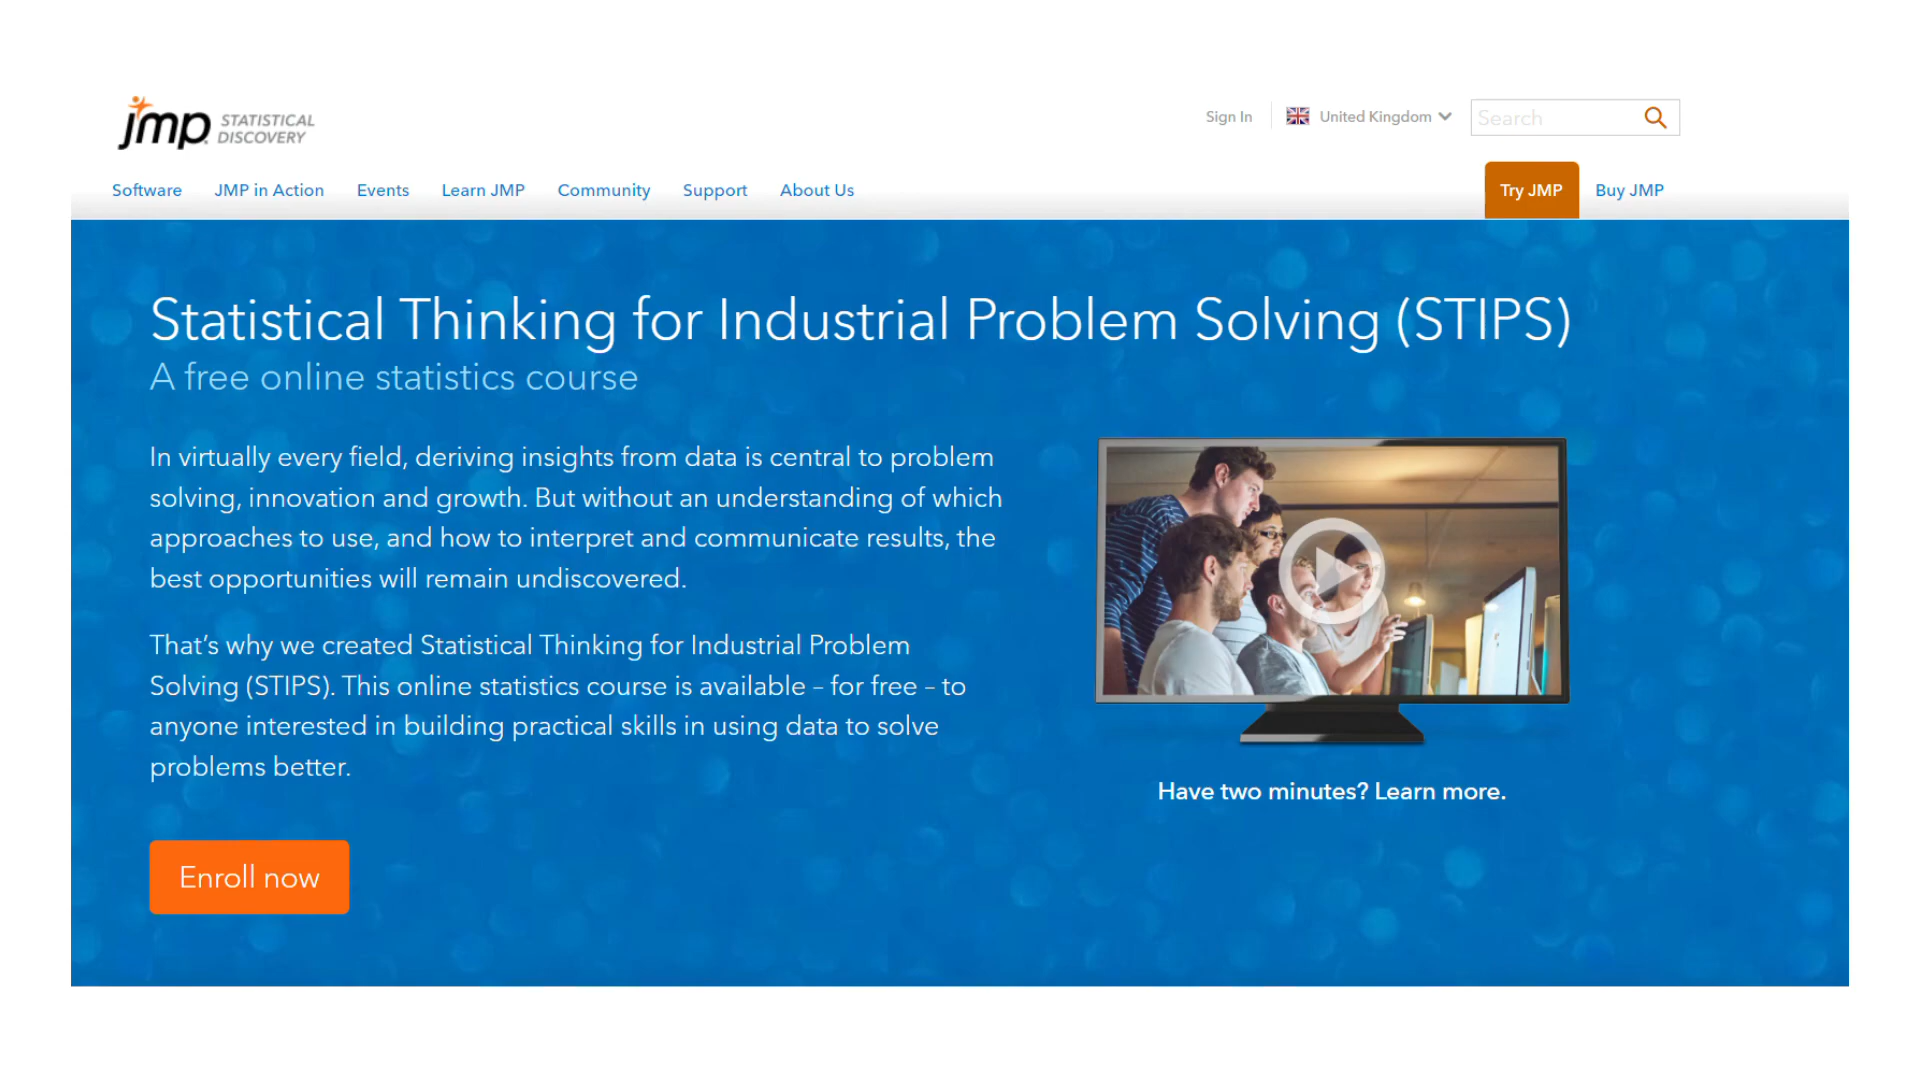 jmp STATISTICAL
DISCOVERY
Sign In
United Kingdom
Search
Software JMP in Action Events Learn JMP Community Support About Us
Try JMP Buy JMP
Statistical Thinking for Industrial Problem Solving (STIPS)
A free online statistics course
In virtually every field, deriving insights from data is central to problem
solving, innovation and growth. But without an understanding of which
approaches to use, and how to interpret and communicate results, the
best opportunities will remain undiscovered.
That’s why we created Statistical Thinking for Industrial Problem
Solving (STIPS). This online statistics course is available – for free – to
anyone interested in building practical skills in using data to solve
problems better.
Have two minutes? Learn more.
Enroll now